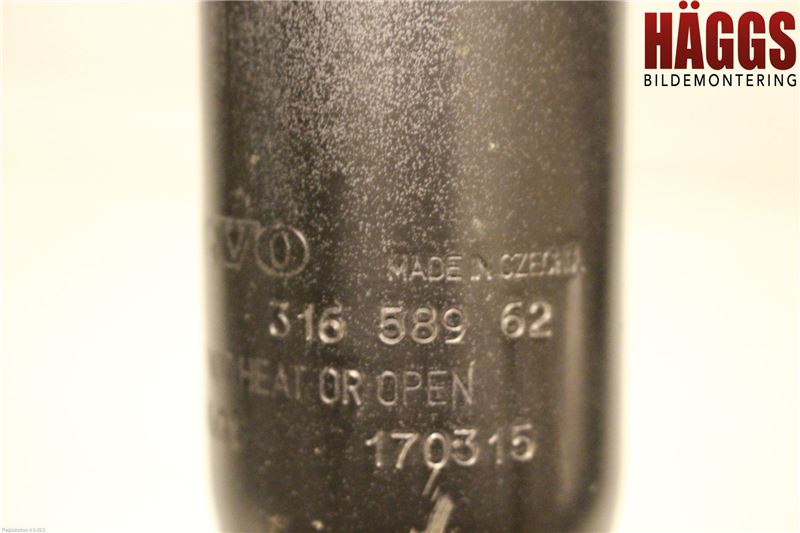 HÄGGS
BILDEMONTERING
MADE IN CZECHIA
316 589 62
HEAT OR OPEN
170315